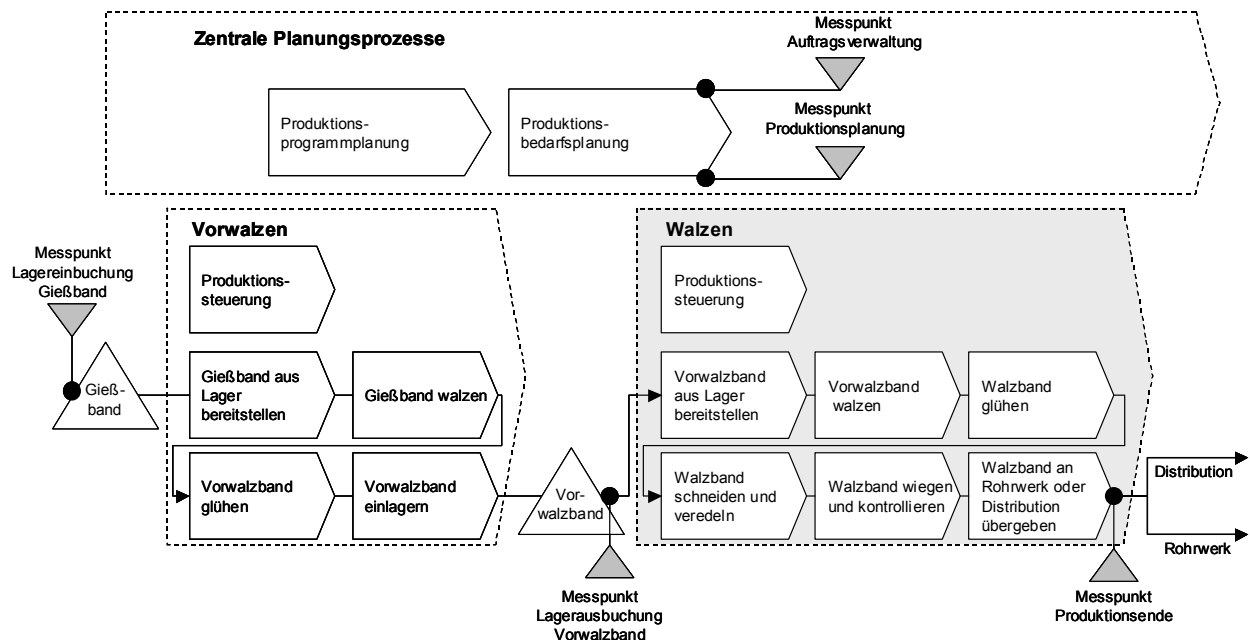 Zentrale Planungsprozesse
Messpunkt
Auftragsverwaltung
Produktions-
programmplanung
Produktions-
bedarfsplanung
Messpunkt
Produktionsplanung
Messpunkt
Lagereinbuchung
Gießband
Gieß-
band
Vorwalzen
Produktions-
steuerung
Gießband aus
Lager
bereitstellen
Gießband walzen
Vorwalzband
glühen
Vorwalzband
einlagern
Vor-
walzband
Messpunkt
Lagerausbuchung
Vorwalzband
Walzen
Produktions-
steuerung
Vorwalzband
aus Lager
bereitstellen
Vorwalzband
walzen
Walzband
glühen
Walzband
schneiden und
veredeln
Walzband wiegen
und kontrollieren
Walzband an
Rohrwerk oder
Distribution
übergeben
Distribution
Rohrwerk
Messpunkt
Produktionsende